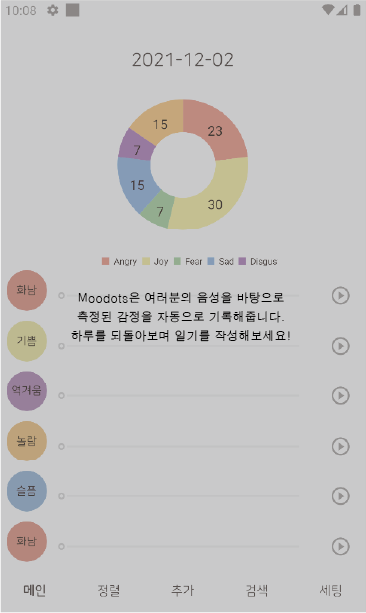 10:08
2021-12-02
15
23
7
15
7
30
Angry Joy Fear Sad Disgus
화남
Moodots은 여러분의 음성을 바탕으로
측정된 감정을 자동으로 기록해줍니다.
하루를 되돌아보며 일기를 작성해보세요!
기쁨
역겨움
놀람
슬픔
화남
메인 정렬 추가 검색 세팅